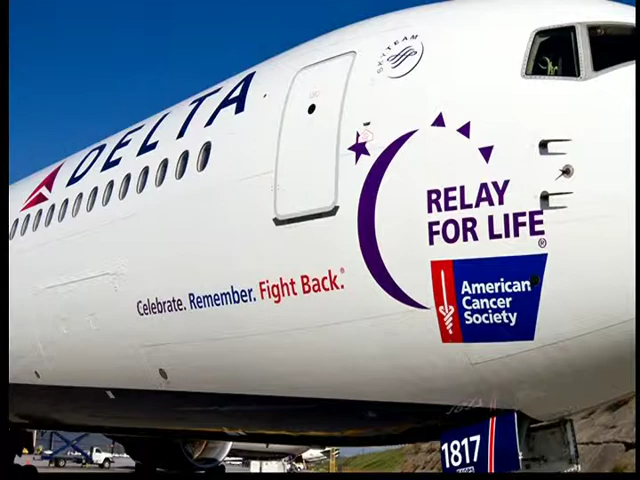 SKYTEAM
DELTA
RELAY
FOR LIFE®
Celebrate. Remember. Fight Back.®
American
Cancer
Society
1817